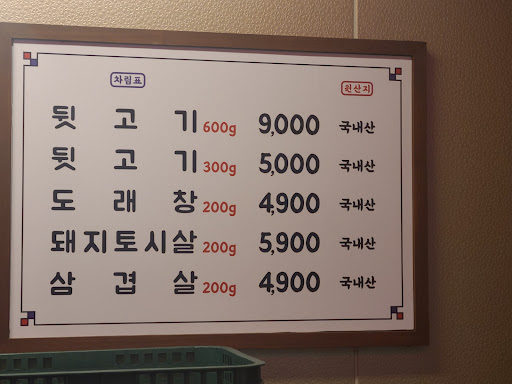 차림표 원산지
뒷고기 600g 9,000 국내산
뒷고기 300g 5,000 국내산
도래창 200g 4,900 국내산
돼지토시살 200g 5,900 국내산
삼겹살 200g 4,900 국내산